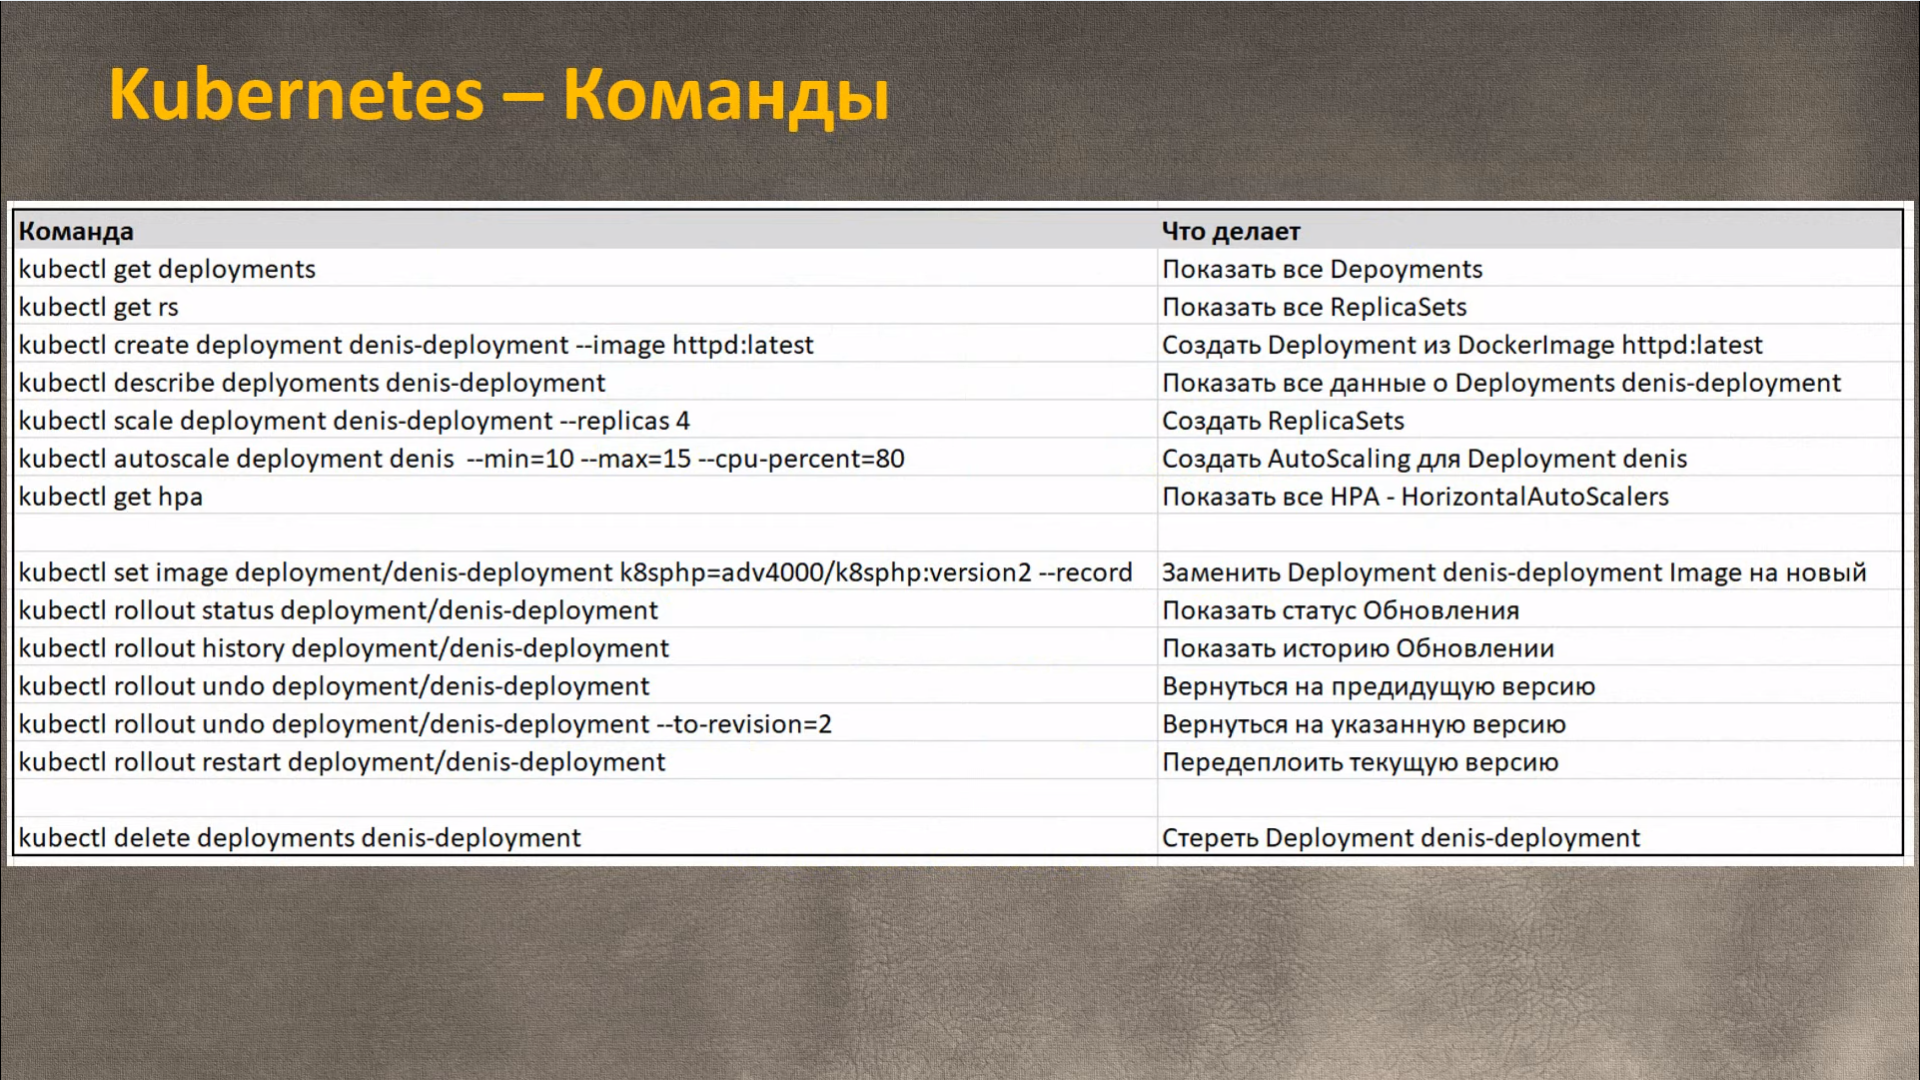 Kubernetes – Команды
Команда Что делает
kubectl get deployments Показать все Depoyments
kubectl get rs Показать все ReplicaSets
kubectl create deployment denis-deployment --image httpd:latest Создать Deployment из DockerImage httpd:latest
kubectl describe deplyoments denis-deployment Показать все данные о Deployments denis-deployment
kubectl scale deployment denis-deployment --replicas 4 Создать ReplicaSets
kubectl autoscale deployment denis  --min=10 --max=15 --cpu-percent=80 Создать AutoScaling для Deployment denis
kubectl get hpa Показать все HPA - HorizontalAutoScalers
kubectl set image deployment/denis-deployment k8sphp=adv4000/k8sphp:version2 --record Заменить Deployment denis-deployment Image на новый
kubectl rollout status deployment/denis-deployment Показать статус Обновления
kubectl rollout history deployment/denis-deployment Показать историю Обновлении
kubectl rollout undo deployment/denis-deployment Вернуться на предидущую версию
kubectl rollout undo deployment/denis-deployment --to-revision=2 Вернуться на указанную версию
kubectl rollout restart deployment/denis-deployment Передеплоить текущую версию
kubectl delete deployments denis-deployment Стереть Deployment denis-deployment